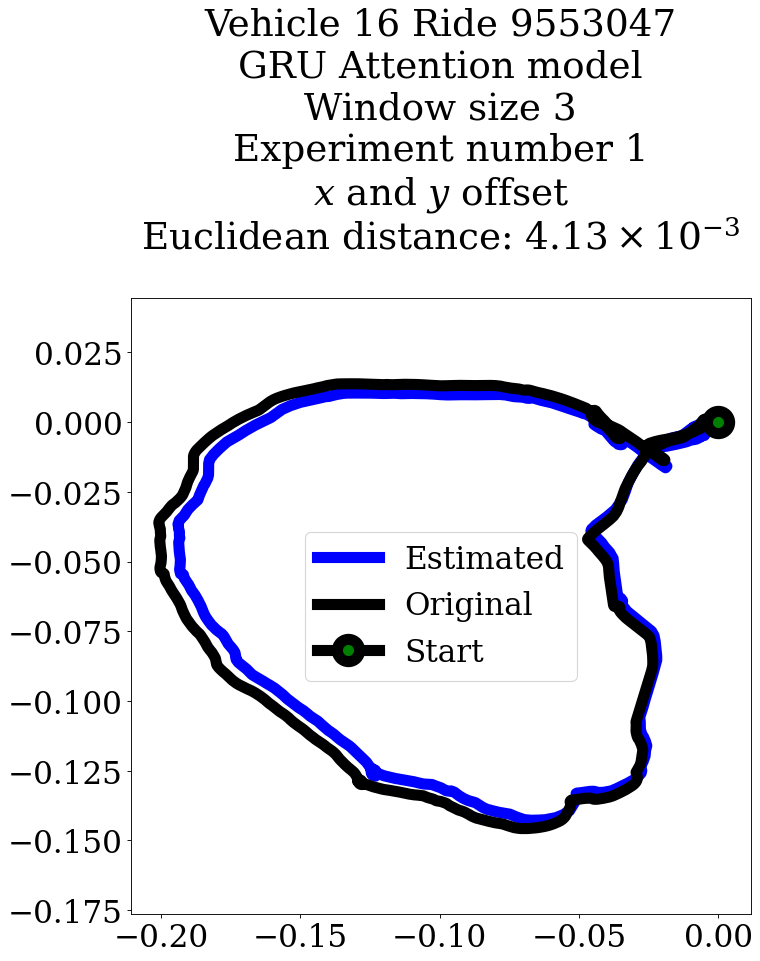 Vehicle 16 Ride 9553047
GRU Attention model
Window size 3
Experiment number 1
x and y offset
Euclidean distance: 4.13 × 10⁻³
0.025
0.000
−0.025
−0.050
−0.075
−0.100
−0.125
−0.150
−0.175
Estimated
Original
Start
−0.20 −0.15 −0.10 −0.05 0.00